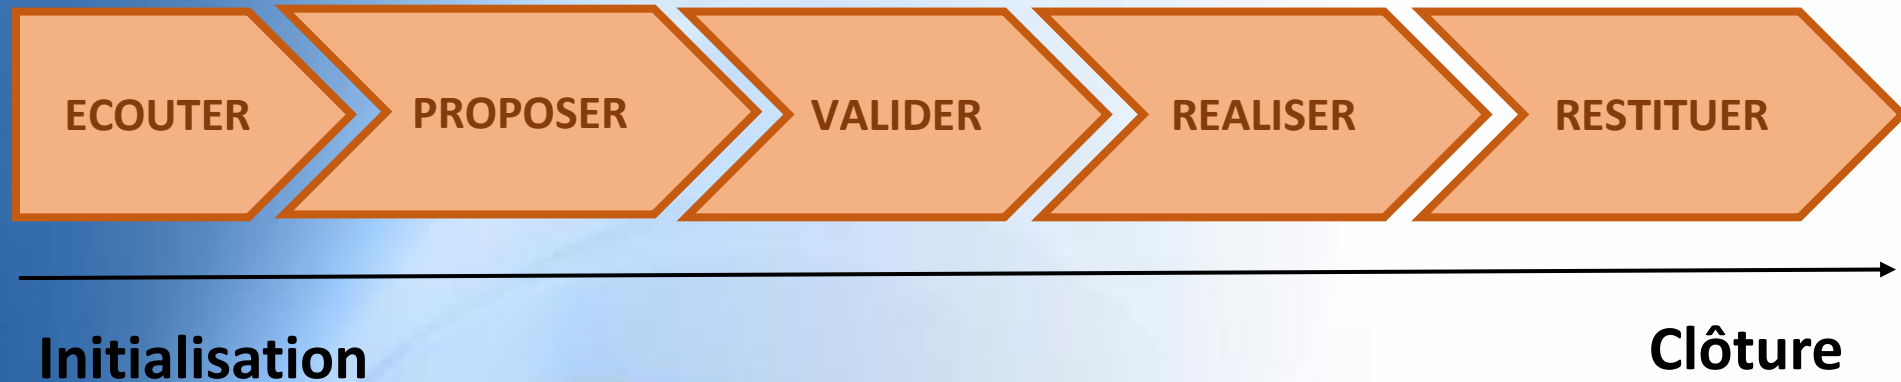 ECOUTER
PROPOSER
VALIDER
REALISER
RESTITUER
Initialisation
Clôture